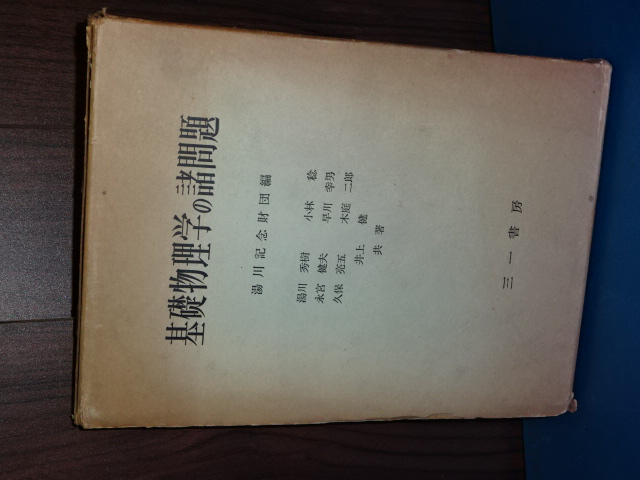 基礎物理学の諸問題
湯川記念財団編
湯川 秀樹 小林 稔
永宮 健夫 早川 幸男
久保 亮五 木庭 二郎
井上 健
共著
三一書房